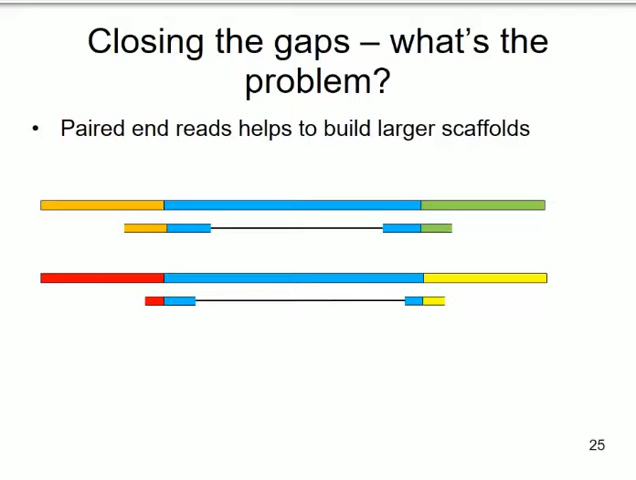 Closing the gaps – what's the
problem?
• Paired end reads helps to build larger scaffolds
25